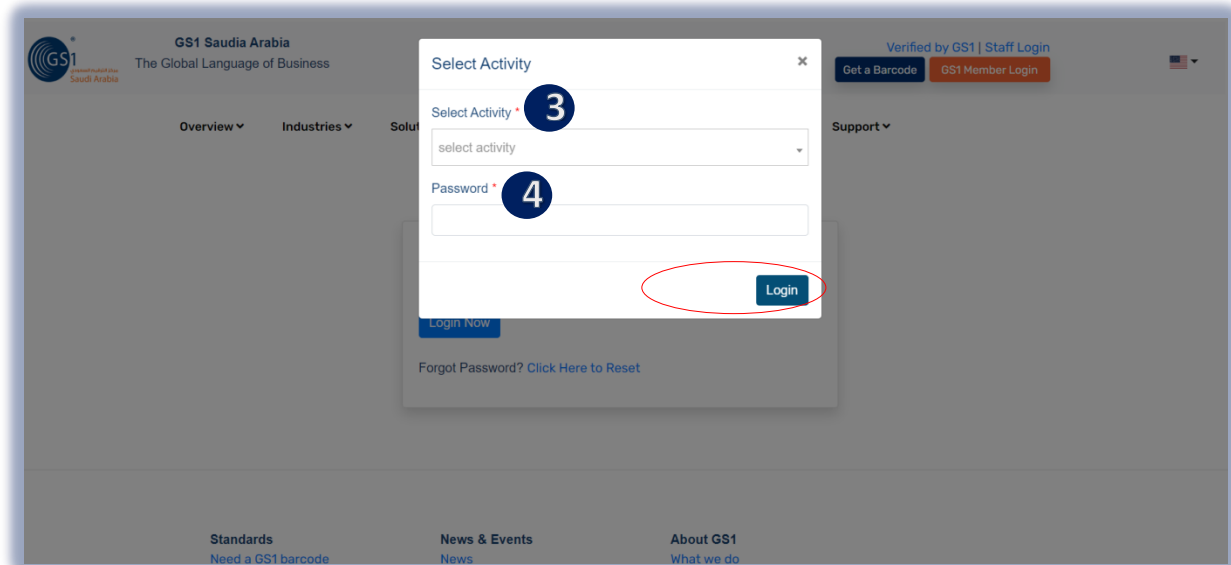 GS1 Saudia Arabia
The Global Language of Business
GS1
Saudi Arabia
Verified by GS1 | Staff Login
Get a Barcode
GS1 Member Login
Overview
Industries
Solut
Support
Select Activity
×
Select Activity *
3
select activity
Password *
4
Login
Login Now
Forgot Password? Click Here to Reset
Standards
Need a GS1 barcode
News & Events
News
About GS1
What we do